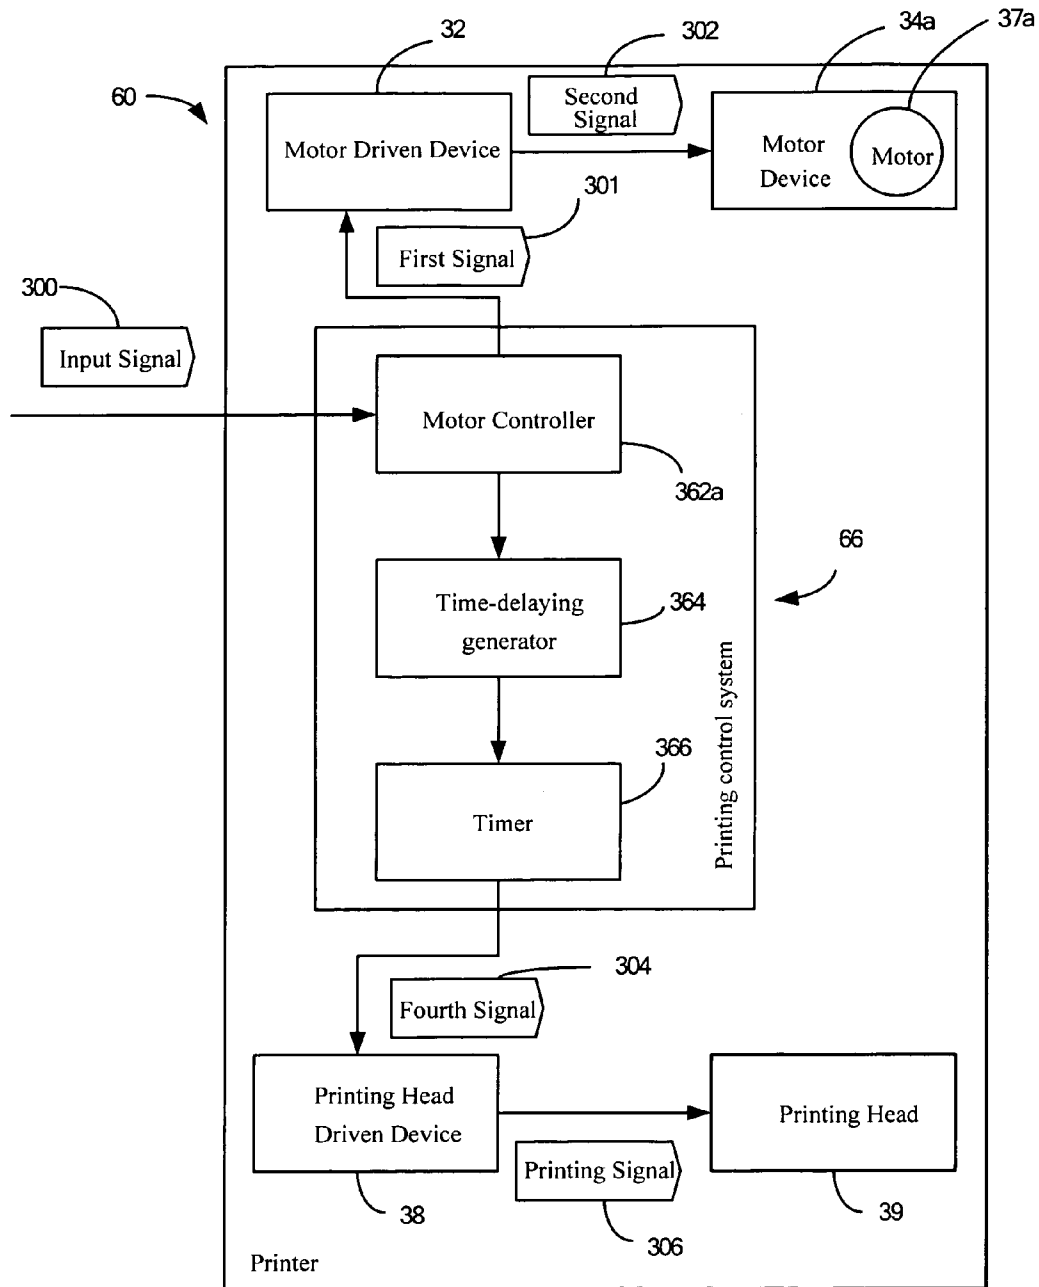 302
34a
37a
32
60
Second
Signal
Motor Driven Device
Motor
Device
Motor
301
First Signal
300
Input Signal
Motor Controller
362a
66
Time-delaying
generator
364
Printing control system
366
Timer
304
Fourth Signal
Printing Head
Driven Device
Printing Head
Printing Signal
38
39
306
Printer